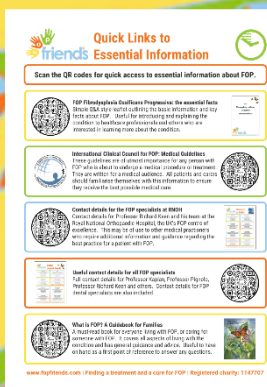 friends
Quick Links to
Essential Information
Scan the QR codes for quick access to essential information about FOP.
FOP Fibrodysplasia Ossificans Progressiva: the essential facts
Simple Q&A style leaflet outlining the basic information and key
facts about FOP. Useful for introducing and explaining the
condition to healthcare professionals and others who are
interested in learning more about the condition.
International Clinical Council for FOP: Medical Guidelines
These guidelines are of utmost importance for any person with
FOP who is about to undergo a medical procedure or treatment.
They are written for a medical audience. All patients and carers
should familiarise themselves with this information to ensure
they receive the best possible medical care.
Contact details for the FOP specialists at RNOH
Contact details for Professor Richard Keen and his team at the
Royal National Orthopaedic Hospital, the UK's FOP centre of
excellence. This may be of use to other medical practitioners
who require additional information and guidance regarding the
best practice for a patient with FOP.
Useful contact details for all FOP specialists
Full contact details for Professor Kaplan, Professor Pignolo,
Professor Richard Keen and others. Contact details for FOP
dental specialists are also included.
What is FOP? A Guidebook for Families
A must-read book for everyone living with FOP, or caring for
someone with FOP. It covers all aspects of living with the
condition and has general guidance and advice. Useful to have
on hand as a first point of reference to answer any questions.
www.fopfriends.com | Finding a treatment and a cure for FOP | Registered charity: 1147707